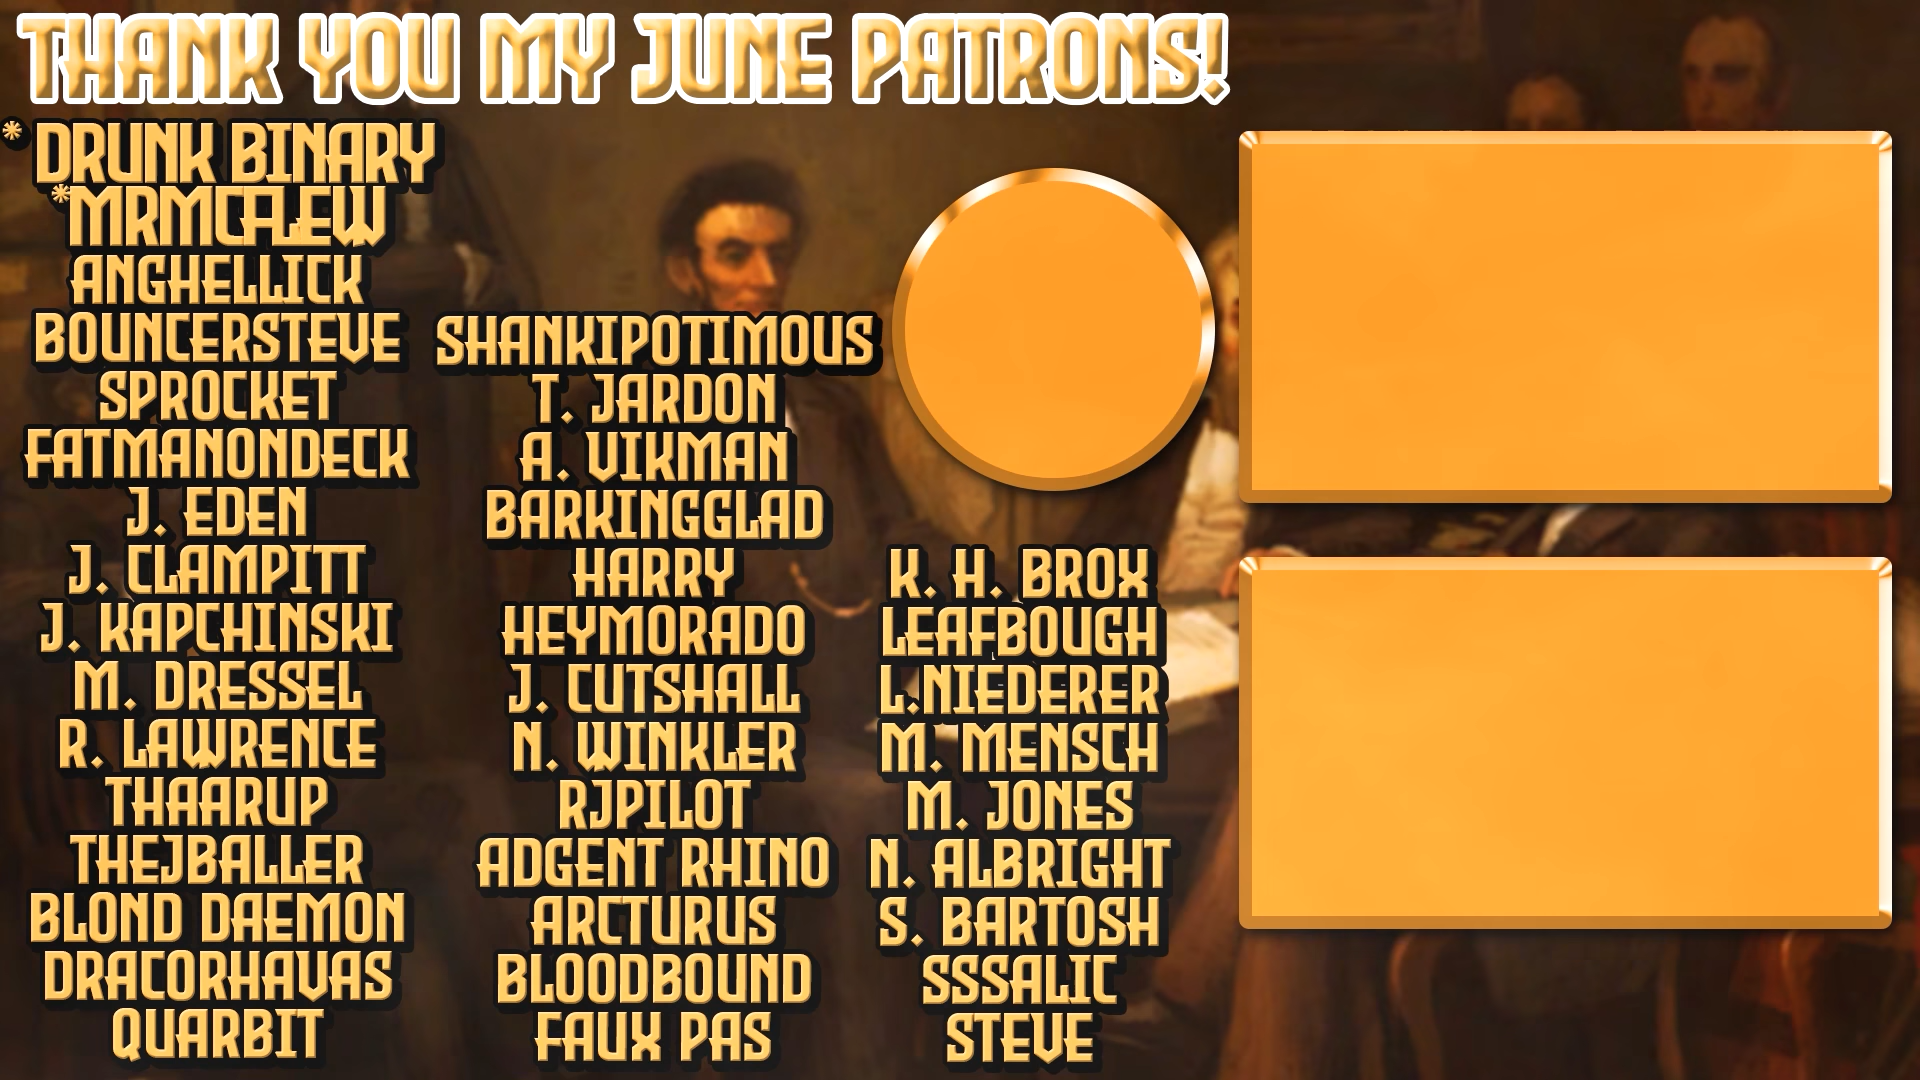 THANK YOU MY JUNE PATRONS!
* DRUNK BINARY
*MRMCFLEW
ANGHELLICK
BOUNCERSTEVE
SPROCKET
FATMANONDECK
J. EDEN
J. CLAMPITT
J. KAPCHINSKI
M. DRESSEL
R. LAWRENCE
THAARUP
THEJBALLER
BLOND DAEMON
DRACORHAVAS
QUARBIT
SHANKIPOTIMOUS
T. JARDON
A. VIKMAN
BARKINGGLAD
HARRY
HEYMORADO
J. CUTSHALL
N. WINKLER
RJPILOT
ADGENT RHINO
ARCTURUS
BLOODBOUND
FAUX PAS
K. H. BROX
LEAFBOUGH
L.NIEDERER
M. MENSCH
M. JONES
N. ALBRIGHT
S. BARTOSH
SSSALIC
STEVE